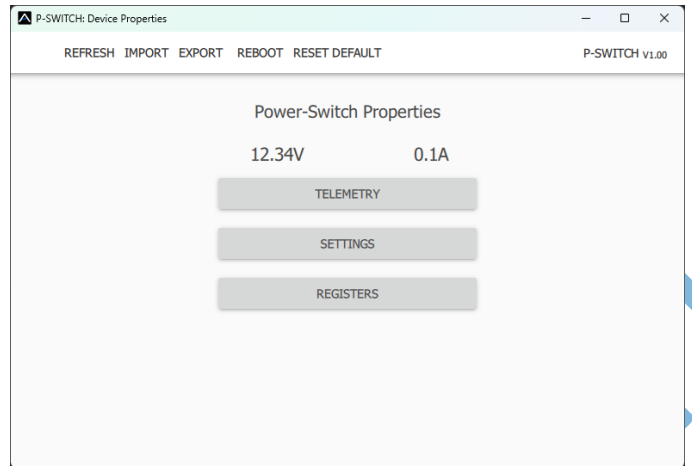 P-SWITCH: Device Properties
REFRESH IMPORT EXPORT REBOOT RESET DEFAULT P-SWITCH V1.00
Power-Switch Properties
12.34V 0.1A
TELEMETRY
SETTINGS
REGISTERS